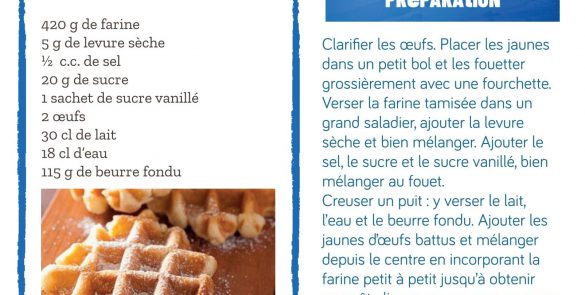 420 g de farine
5 g de levure sèche
½ c.c. de sel
20 g de sucre
1 sachet de sucre vanillé
2 œufs
30 cl de lait
18 cl d’eau
115 g de beurre fondu
PRÉPARATION
Clarifier les œufs. Placer les jaunes
dans un petit bol et les fouetter
grossièrement avec une fourchette.
Verser la farine tamisée dans un
grand saladier, ajouter la levure
sèche et bien mélanger. Ajouter le
sel, le sucre et le sucre vanillé, bien
mélanger au fouet.
Creuser un puit : y verser le lait,
l’eau et le beurre fondu. Ajouter les
jaunes d’œufs battus et mélanger
depuis le centre en incorporant la
farine petit à petit jusqu’à obtenir